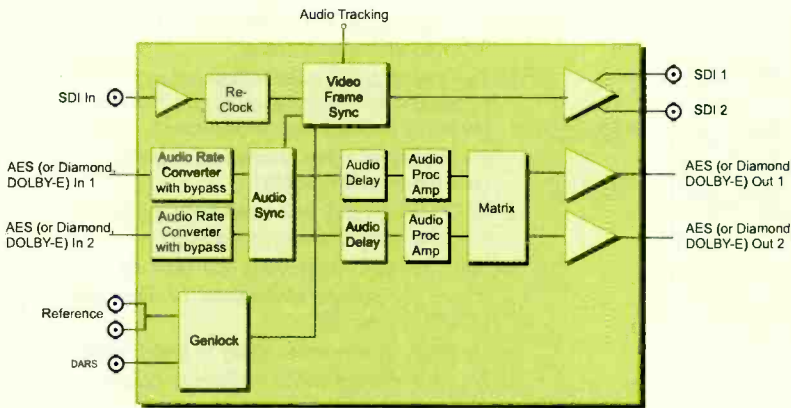 Audio Tracking
SDI In
Re-
Clock
Video
Frame
Sync
SDI 1
SDI 2
AES (or Diamond,
DOLBY-E) In 1
Audio Rate
Converter
with bypass
Audio
Sync
Audio
Delay
Audio
Proc
Amp
Matrix
AES (or Diamond
DOLBY-E) Out 1
AES (or Diamond,
DOLBY-E) In 2
Audio Rate
Converter
with bypass
Audio
Delay
Audio
Proc
Amp
AES (or Diamond
DOLBY-E) Out 2
Reference
Genlock
DARS